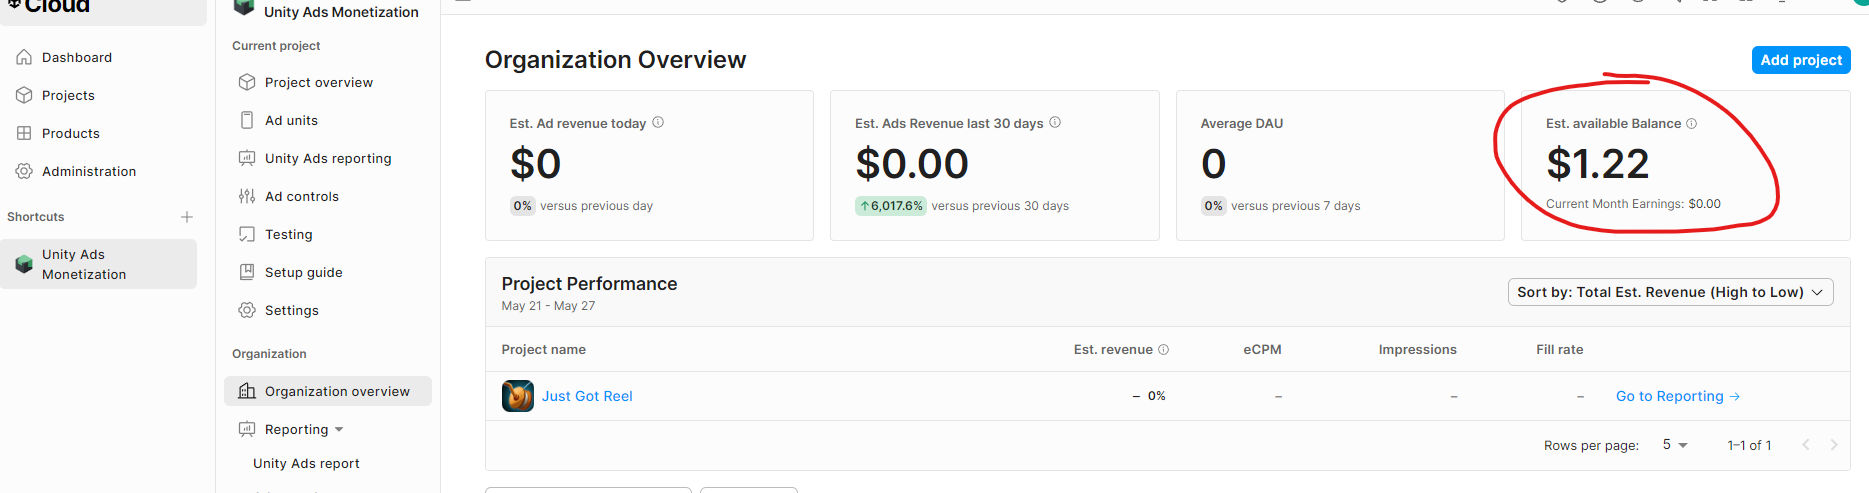 Cloud
Dashboard
Projects
Products
Administration
Shortcuts
Unity Ads
Monetization
Unity Ads Monetization
Current project
Project overview
Ad units
Unity Ads reporting
Ad controls
Testing
Setup guide
Settings
Organization
Organization overview
Reporting
Unity Ads report
Organization Overview
Add project
Est. Ad revenue today
$0
0% versus previous day
Est. Ads Revenue last 30 days
$0.00
↑6,017.6% versus previous 30 days
Average DAU
0
0% versus previous 7 days
Est. available Balance
$1.22
Current Month Earnings: $0.00
Project Performance
May 21 - May 27
Sort by: Total Est. Revenue (High to Low)
Project name Est. revenue eCPM Impressions Fill rate
Just Got Reel – 0% – – – Go to Reporting →
Rows per page: 5 1–1 of 1